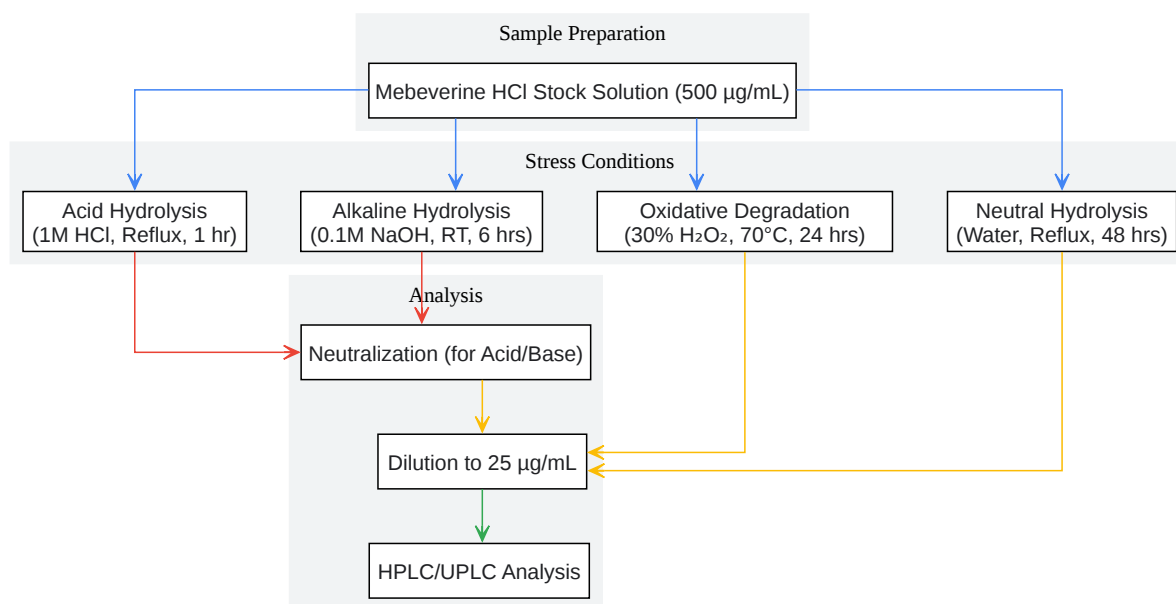 Sample Preparation
Mebeverine HCl Stock Solution (500 µg/mL)
Stress Conditions
Acid Hydrolysis
(1M HCl, Reflux, 1 hr)
Alkaline Hydrolysis
(0.1M NaOH, RT, 6 hrs)
Oxidative Degradation
(30% H₂O₂, 70°C, 24 hrs)
Neutral Hydrolysis
(Water, Reflux, 48 hrs)
Analysis
Neutralization (for Acid/Base)
Dilution to 25 µg/mL
HPLC/UPLC Analysis